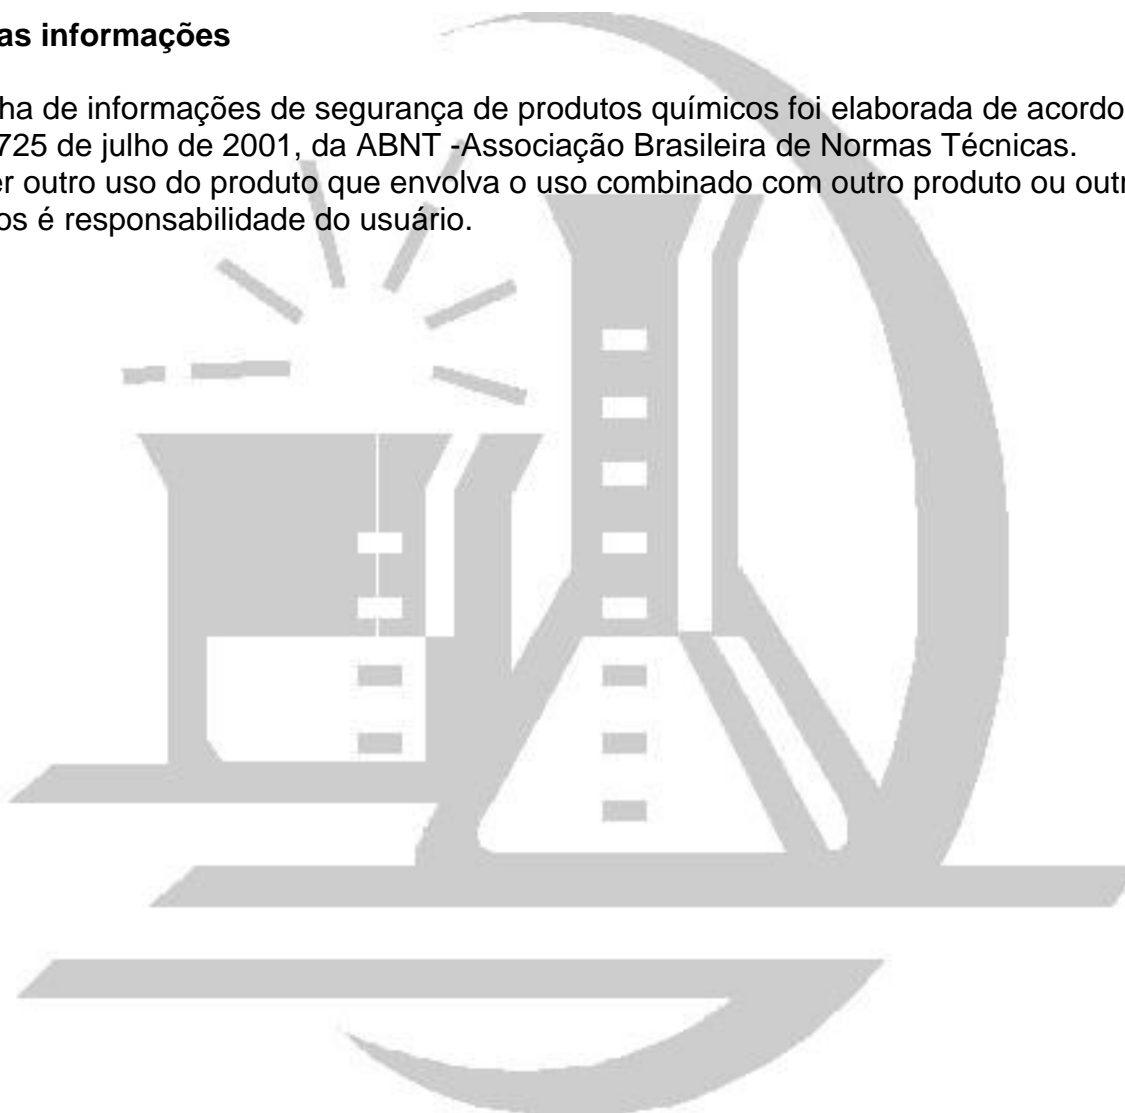 as informações
ha de informações de segurança de produtos químicos foi elaborada de acordo
725 de julho de 2001, da ABNT -Associação Brasileira de Normas Técnicas.
er outro uso do produto que envolva o uso combinado com outro produto ou outr
os é responsabilidade do usuário.